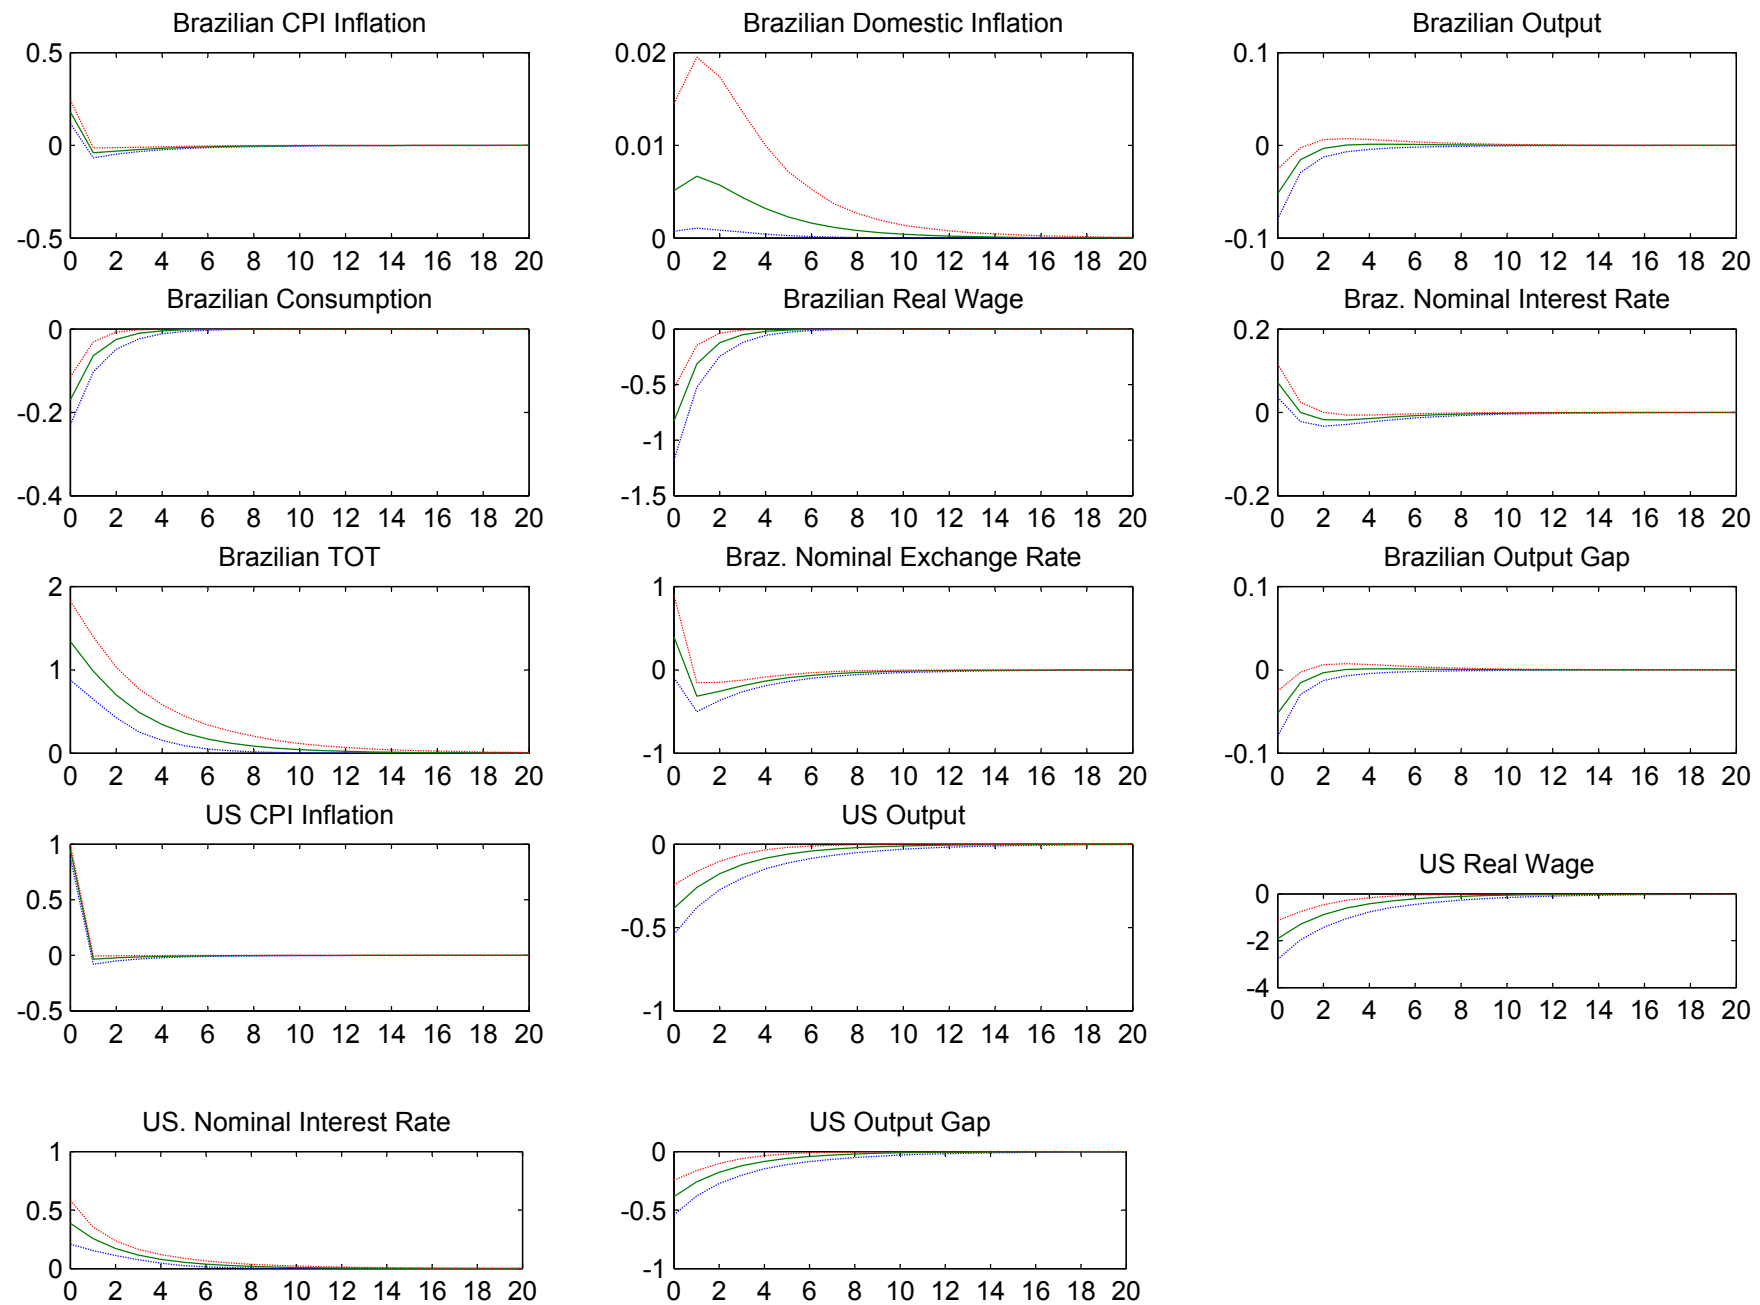 Brazilian CPI Inflation
0.5
0
-0.5
0 2 4 6 8 10 12 14 16 18 20
Brazilian Domestic Inflation
0.02
0.01
0
0 2 4 6 8 10 12 14 16 18 20
Brazilian Output
0.1
0
-0.1
0 2 4 6 8 10 12 14 16 18 20
Brazilian Consumption
0
-0.2
-0.4
0 2 4 6 8 10 12 14 16 18 20
Brazilian Real Wage
0
-0.5
-1
-1.5
0 2 4 6 8 10 12 14 16 18 20
Braz. Nominal Interest Rate
0.2
0
-0.2
0 2 4 6 8 10 12 14 16 18 20
Brazilian TOT
2
1
0
0 2 4 6 8 10 12 14 16 18 20
Braz. Nominal Exchange Rate
1
0
-1
0 2 4 6 8 10 12 14 16 18 20
Brazilian Output Gap
0.1
0
-0.1
0 2 4 6 8 10 12 14 16 18 20
US CPI Inflation
1
0.5
0
-0.5
0 2 4 6 8 10 12 14 16 18 20
US Output
0
-0.5
-1
0 2 4 6 8 10 12 14 16 18 20
US Real Wage
0
-2
-4
0 2 4 6 8 10 12 14 16 18 20
US. Nominal Interest Rate
1
0.5
0
0 2 4 6 8 10 12 14 16 18 20
US Output Gap
0
-0.5
-1
0 2 4 6 8 10 12 14 16 18 20